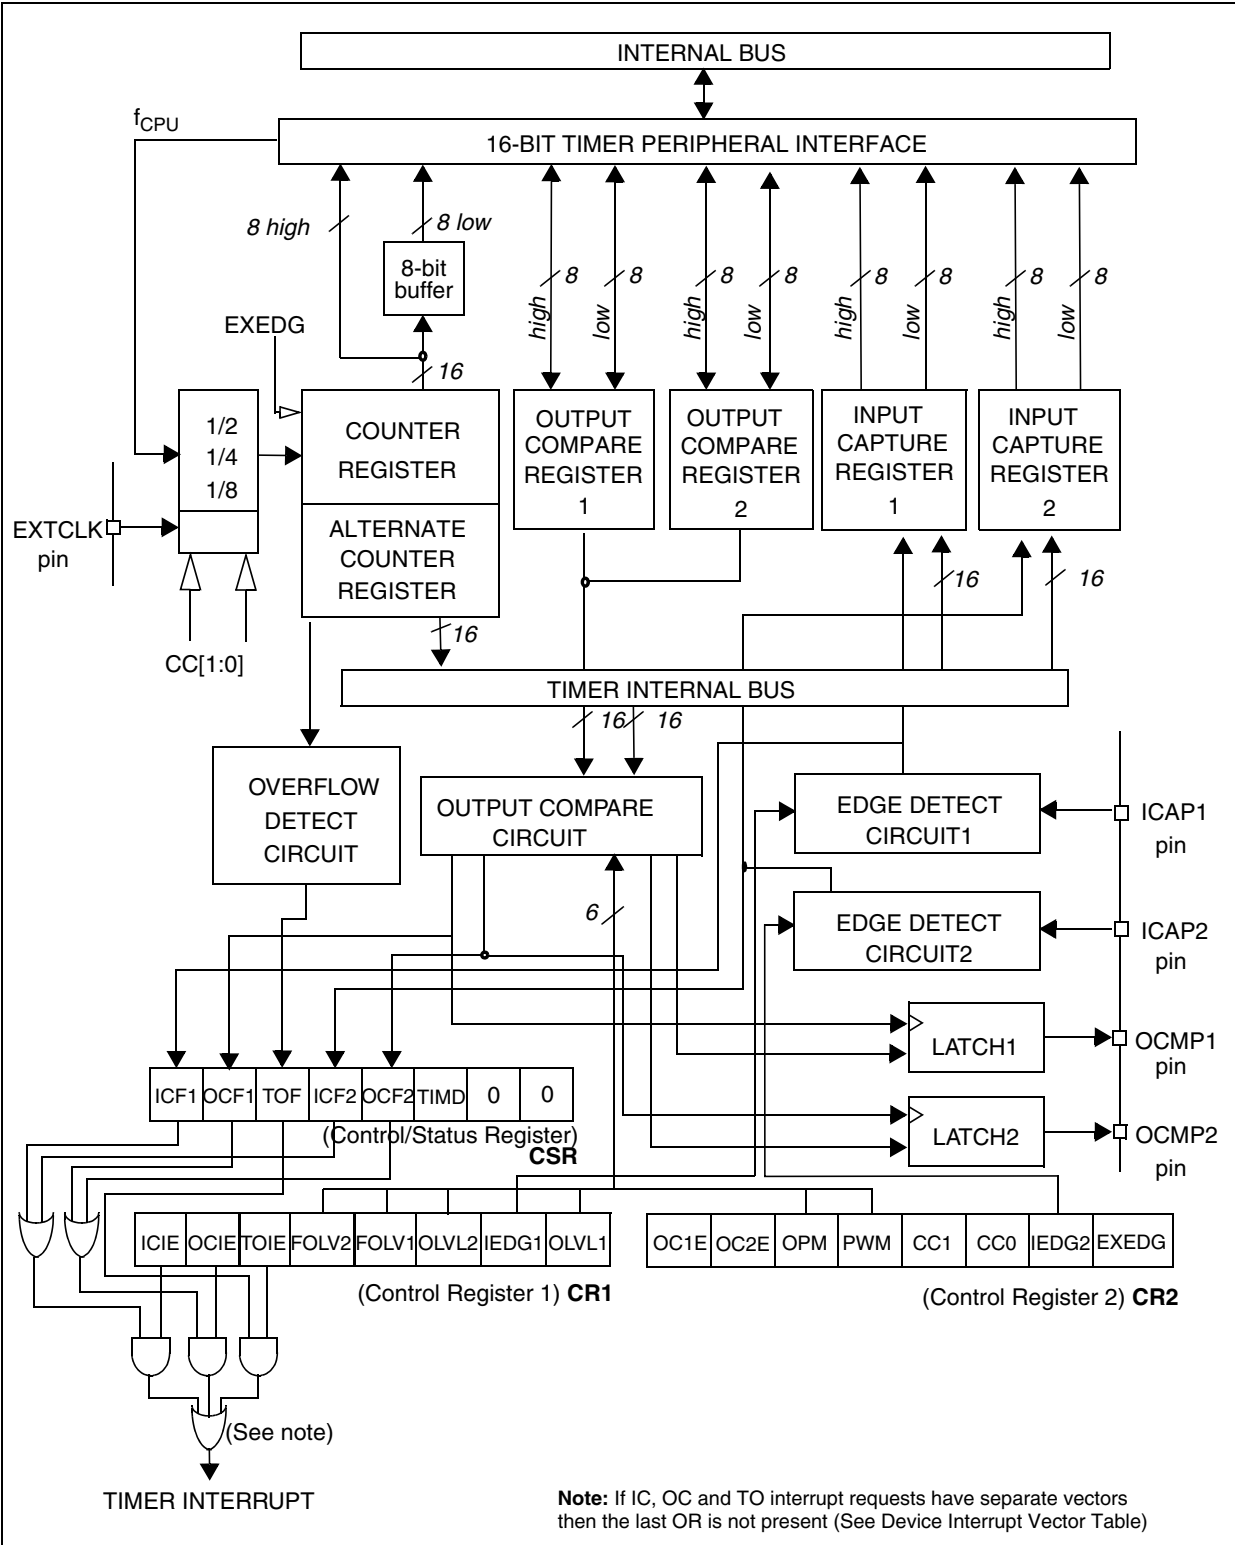 INTERNAL BUS
fCPU
16-BIT TIMER PERIPHERAL INTERFACE
8 high
8 low
8-bit
buffer
8
8
8
8
8
8
8
8
high
low
high
low
high
low
high
low
EXEDG
16
1/2
1/4
1/8
COUNTER
REGISTER
OUTPUT
COMPARE
REGISTER
1
OUTPUT
COMPARE
REGISTER
2
INPUT
CAPTURE
REGISTER
1
INPUT
CAPTURE
REGISTER
2
EXTCLK
pin
ALTERNATE
COUNTER
REGISTER
16
16
16
CC[1:0]
TIMER INTERNAL BUS
16
16
OVERFLOW
DETECT
CIRCUIT
OUTPUT COMPARE
CIRCUIT
EDGE DETECT
CIRCUIT1
ICAP1
pin
6
EDGE DETECT
CIRCUIT2
ICAP2
pin
LATCH1
OCMP1
pin
ICF1 OCF1 TOF ICF2 OCF2 TIMD 0 0
(Control/Status Register)
CSR
LATCH2
OCMP2
pin
ICIE OCIE TOIE FOLV2 FOLV1 OLVL2 IEDG1 OLVL1
(Control Register 1) CR1
OC1E OC2E OPM PWM CC1 CC0 IEDG2 EXEDG
(Control Register 2) CR2
(See note)
TIMER INTERRUPT
Note: If IC, OC and TO interrupt requests have separate vectors
then the last OR is not present (See Device Interrupt Vector Table)